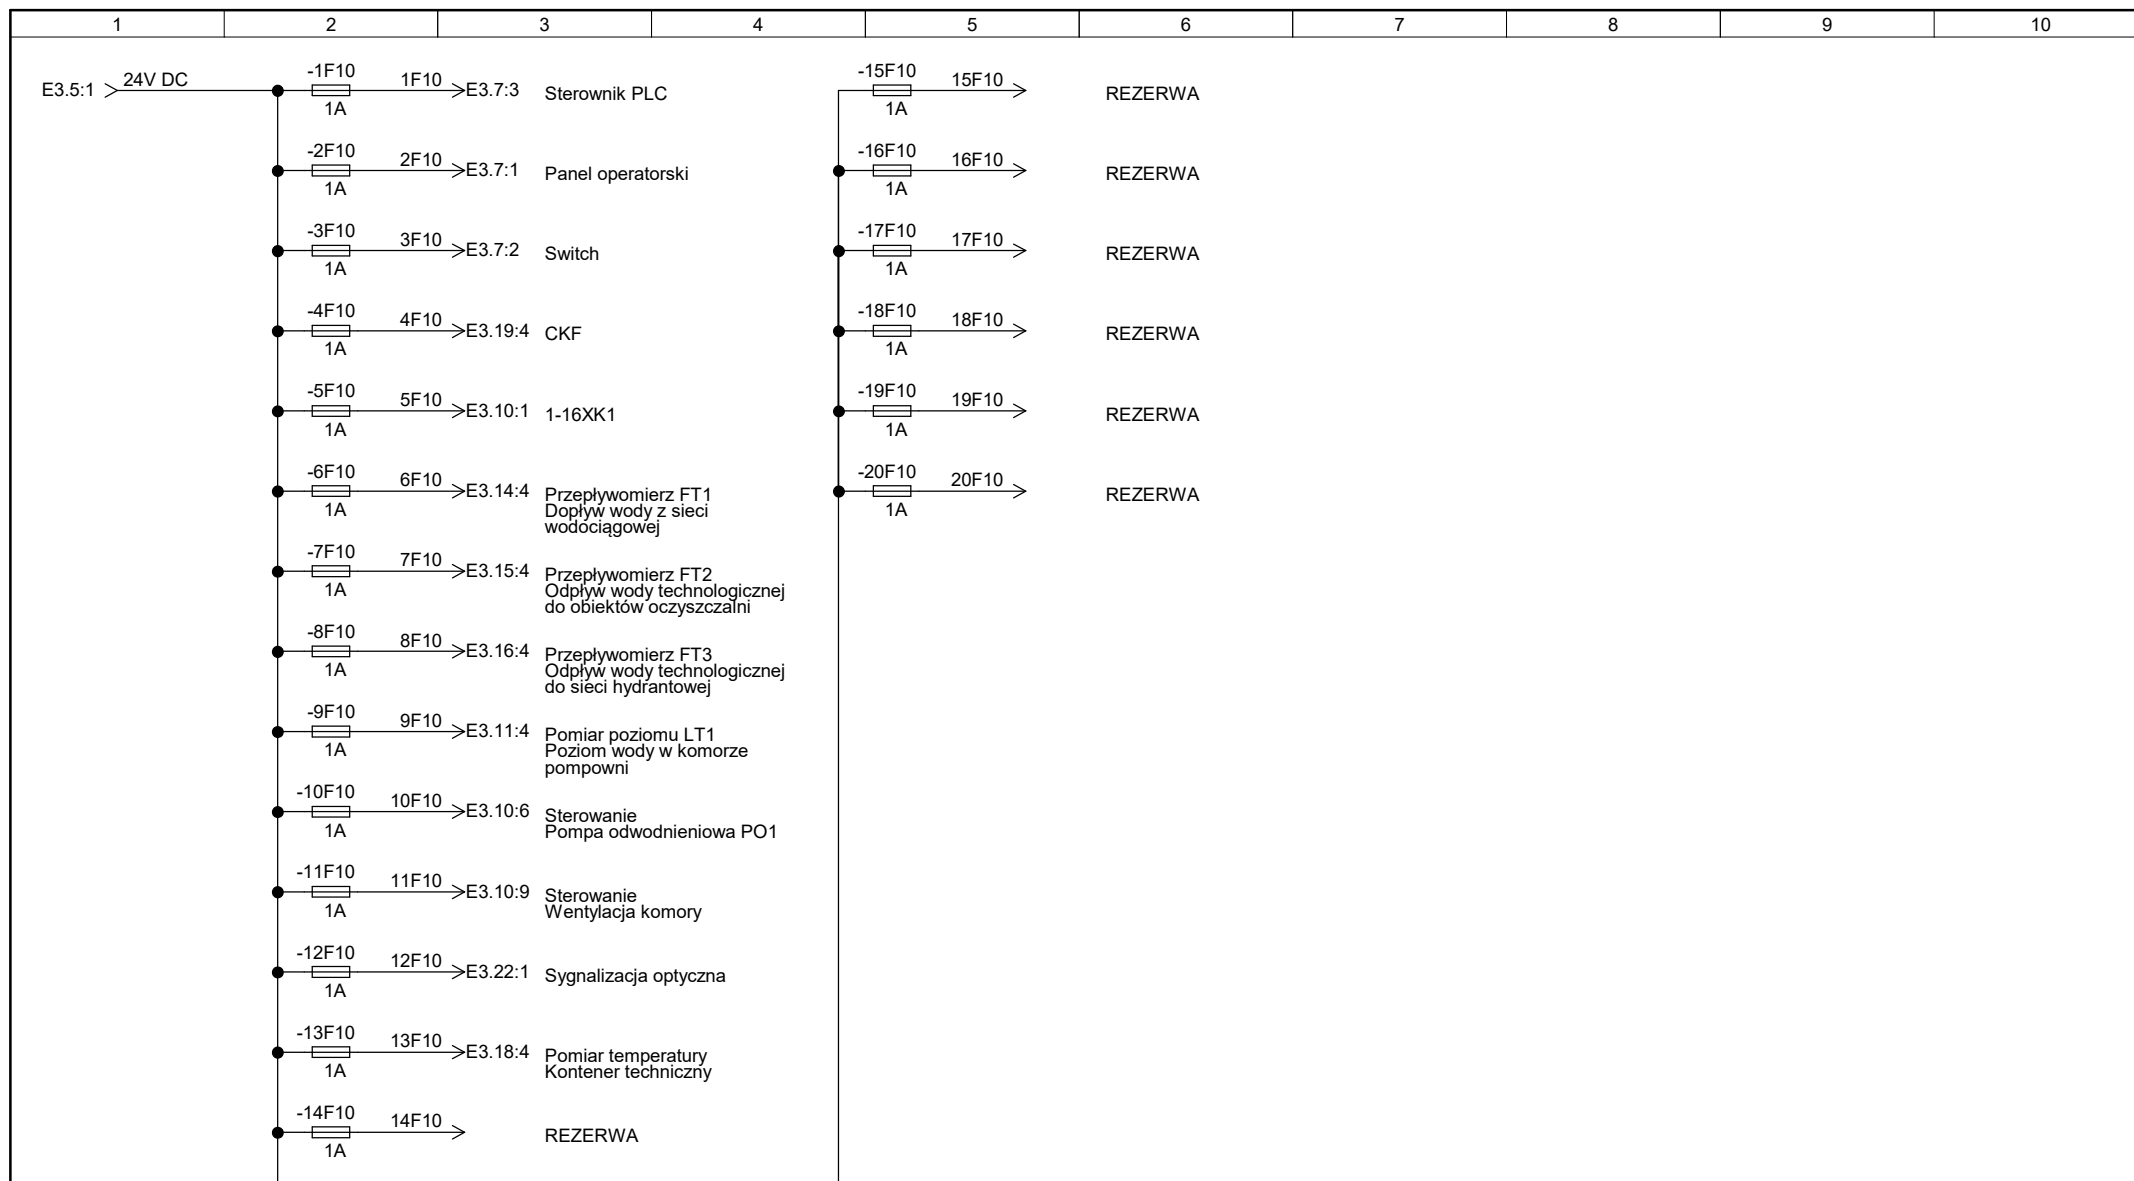 1 2 3 4 5 6 7 8 9 10
E3.5:1 24V DC
-1F10 1F10 E3.7:3 Sterownik PLC
1A
-2F10 2F10 E3.7:1 Panel operatorski
1A
-3F10 3F10 E3.7:2 Switch
1A
-4F10 4F10 E3.19:4 CKF
1A
-5F10 5F10 E3.10:1 1-16XK1
1A
-6F10 6F10 E3.14:4 Przepływomierz FT1
1A Dopływ wody z sieci
wodociągowej
-7F10 7F10 E3.15:4 Przepływomierz FT2
1A Odpływ wody technologicznej
do obiektów oczyszczalni
-8F10 8F10 E3.16:4 Przepływomierz FT3
1A Odpływ wody technologicznej
do sieci hydrantowej
-9F10 9F10 E3.11:4 Pomiar poziomu LT1
1A Poziom wody w komorze
pompowni
-10F10 10F10 E3.10:6 Sterowanie
1A Pompa odwodnieniowa PO1
-11F10 11F10 E3.10:9 Sterowanie
1A Wentylacja komory
-12F10 12F10 E3.22:1 Sygnalizacja optyczna
1A
-13F10 13F10 E3.18:4 Pomiar temperatury
1A Kontener techniczny
-14F10 14F10 REZERWA
1A
-15F10 15F10 REZERWA
1A
-16F10 16F10 REZERWA
1A
-17F10 17F10 REZERWA
1A
-18F10 18F10 REZERWA
1A
-19F10 19F10 REZERWA
1A
-20F10 20F10 REZERWA
1A